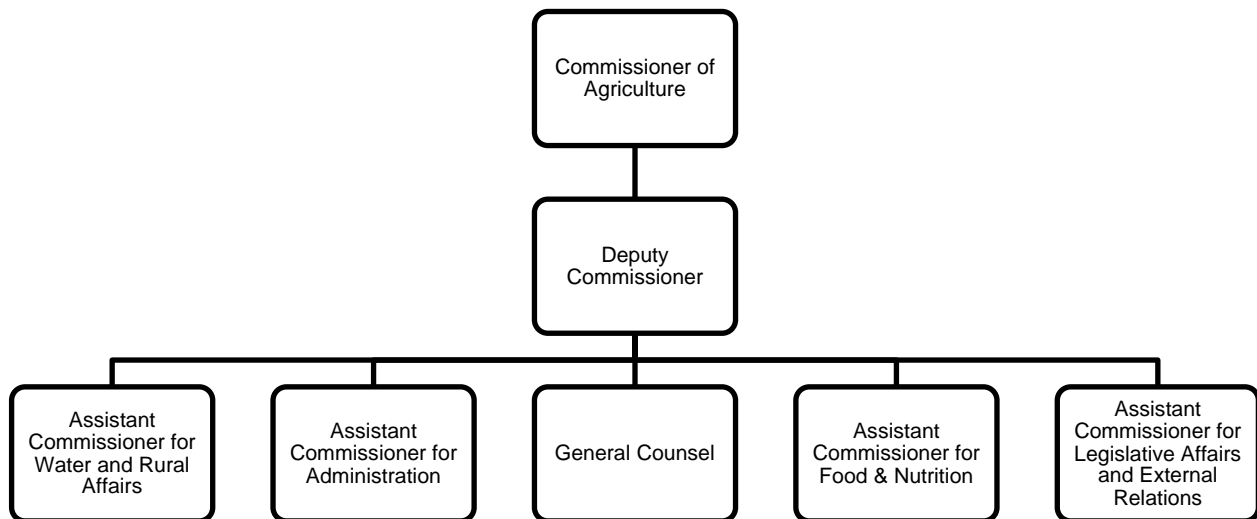 Commissioner of
Agriculture
Deputy
Commissioner
Assistant
Commissioner for
Water and Rural
Affairs
Assistant
Commissioner for
Administration
General Counsel
Assistant
Commissioner for
Food & Nutrition
Assistant
Commissioner for
Legislative Affairs
and External
Relations